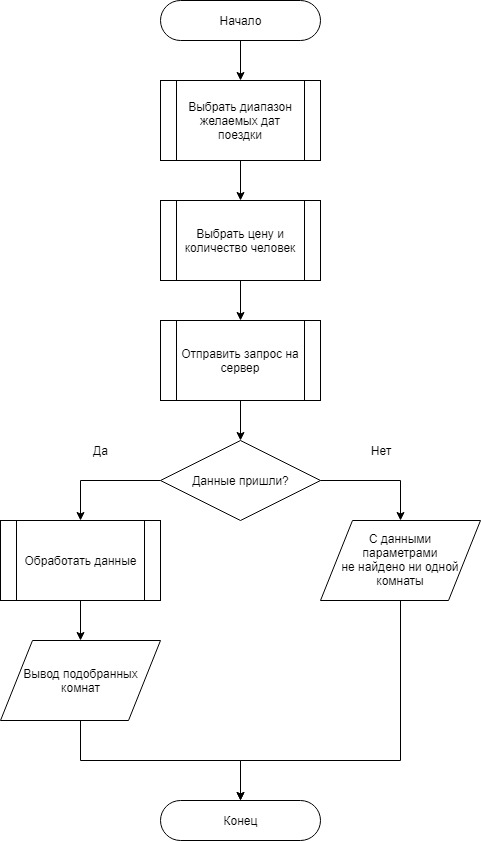 Начало
Выбрать диапазон
желаемых дат
поездки
Выбрать цену и
количество человек
Отправить запрос на
сервер
Да
Нет
Данные пришли?
Обработать данные
С данными
параметрами
не найдено ни одной
комнаты
Вывод подобранных
комнат
Конец